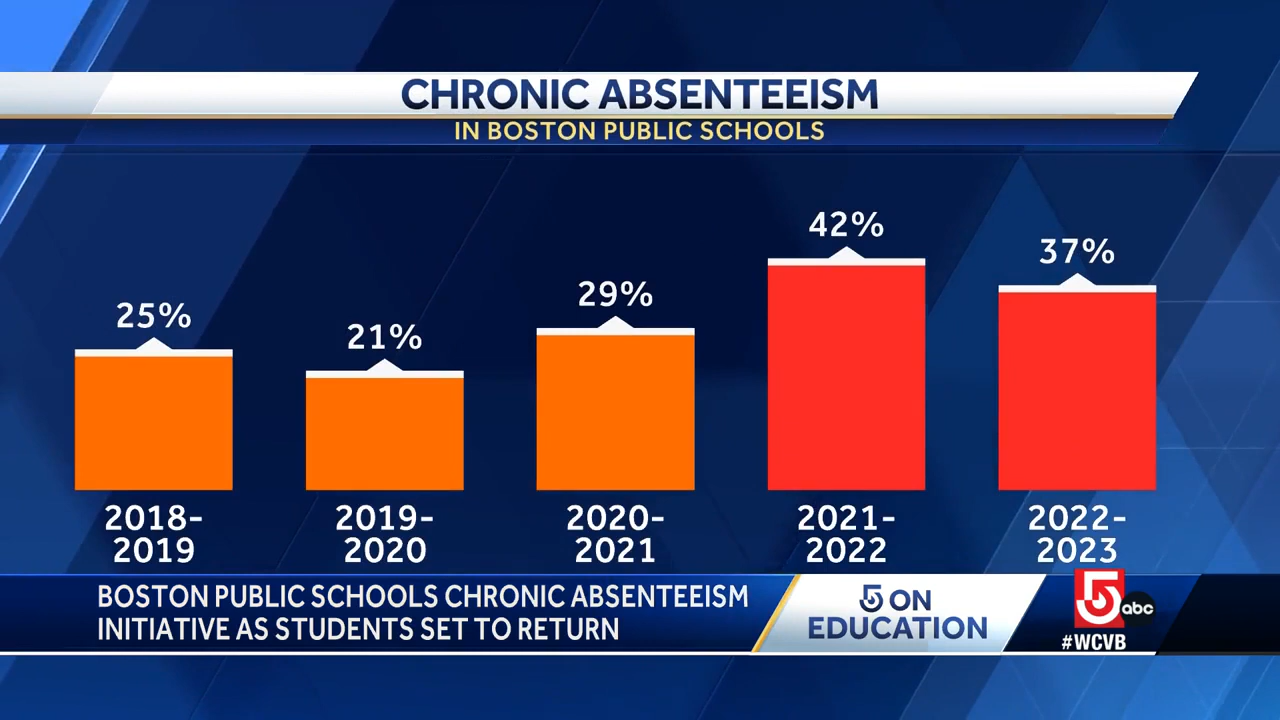 CHRONIC ABSENTEEISM
IN BOSTON PUBLIC SCHOOLS
25%
21%
29%
42%
37%
2018-
2019
2019-
2020
2020-
2021
2021-
2022
2022-
2023
BOSTON PUBLIC SCHOOLS CHRONIC ABSENTEEISM
INITIATIVE AS STUDENTS SET TO RETURN
5 ON
EDUCATION
5 abc
#WCVB